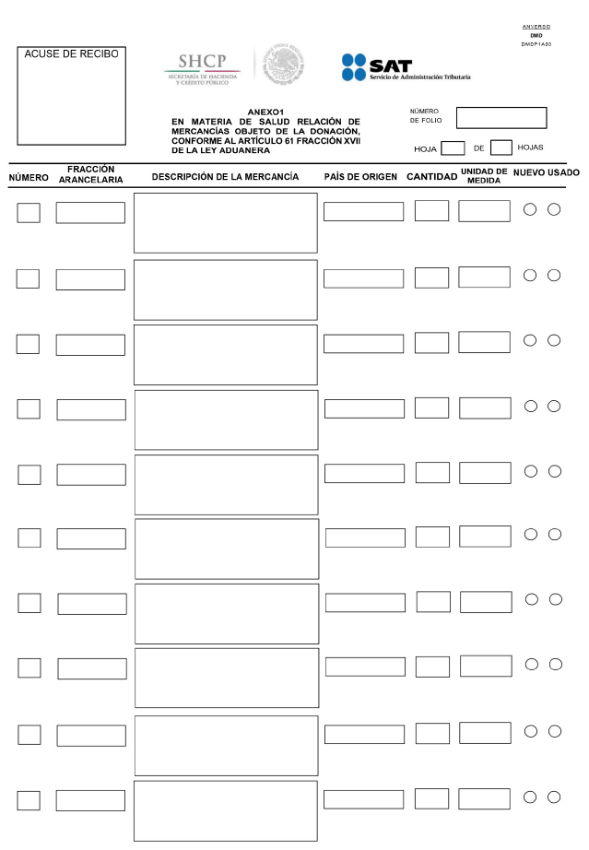 ANVERSO
DMO
DMOP1A00
ACUSE DE RECIBO
SHCP
SECRETARÍA DE HACIENDA
Y CRÉDITO PÚBLICO
SAT
Servicio de Administración Tributaria
ANEXO1
EN MATERIA DE SALUD RELACIÓN DE
MERCANCÍAS OBJETO DE LA DONACIÓN,
CONFORME AL ARTÍCULO 61 FRACCIÓN XVII
DE LA LEY ADUANERA
NÚMERO
DE FOLIO
HOJA DE HOJAS
NÚMERO FRACCIÓN ARANCELARIA DESCRIPCIÓN DE LA MERCANCÍA PAÍS DE ORIGEN CANTIDAD UNIDAD DE MEDIDA NUEVO USADO